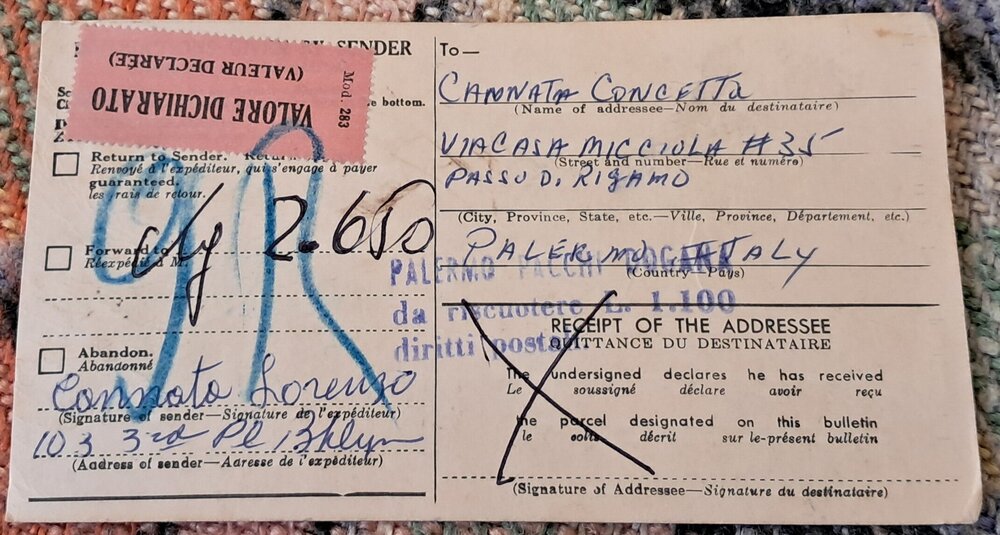 SENDER
VALORE DICHIARATO
(VALEUR DECLARÉE)
Mod. 283
e bottom.
Return to Sender.
Renvoyé à l'expéditeur, qui s'engage à payer
guaranteed.
les frais de retour.
2.650
Forward to
Réexpédié à M.
Abandon.
Abandonné
Cannata Lorenzo
(Signature of sender—Signature de l'expéditeur)
103 3rd Pl Bklyn
(Address of sender—Adresse de l'expéditeur)
To—
CANNATA CONCETTA
(Name of addressee—Nom du destinataire)
VIA CASA MICCIOLA #35
(Street and number—Rue et numéro)
PASSO D. RIGAMO
(City, Province, State, etc.—Ville, Province, Département, etc.)
PALERMO ITALY
(Country—Pays)
PALERMO PACCHI DOGANA
da riscuotere L. 1.100
diritti postali
RECEIPT OF THE ADDRESSEE
QUITTANCE DU DESTINATAIRE
The undersigned declares he has received
Le soussigné déclare avoir reçu
the parcel designated on this bulletin
le colis décrit sur le présent bulletin
(Signature of Addressee—Signature du destinataire)